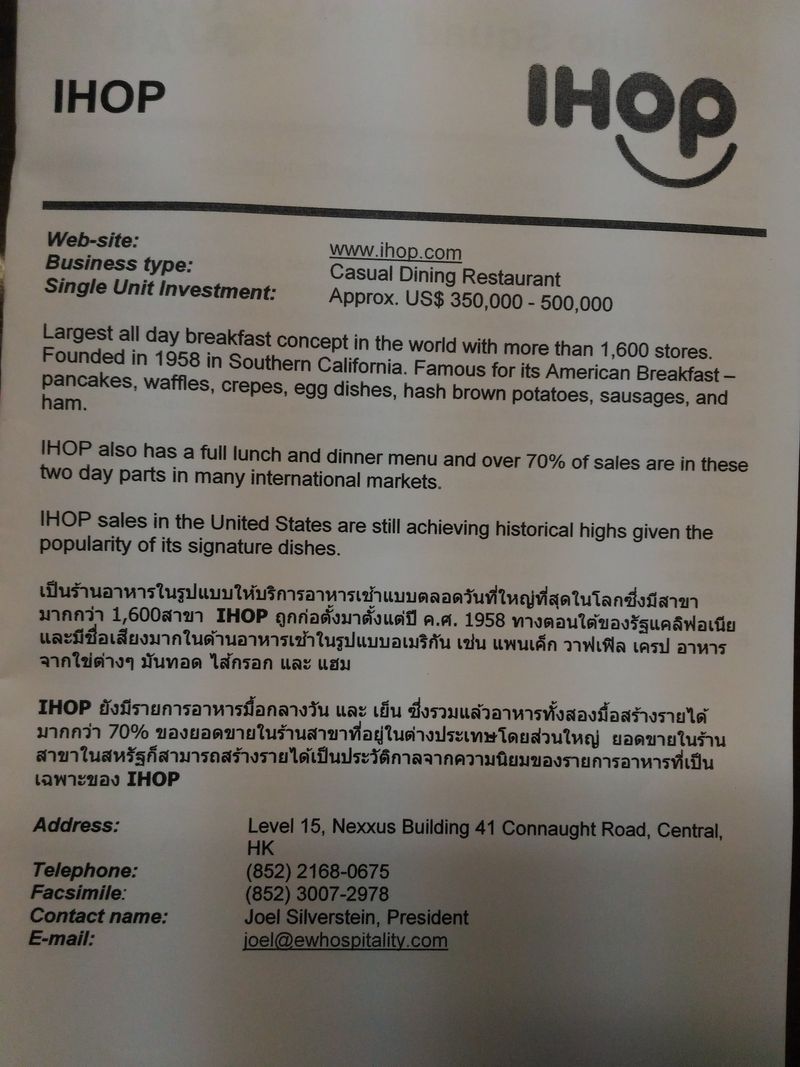 IHOP
IHOP
Web-site: www.ihop.com
Business type: Casual Dining Restaurant
Single Unit Investment: Approx. US$ 350,000 - 500,000
Largest all day breakfast concept in the world with more than 1,600 stores.
Founded in 1958 in Southern California. Famous for its American Breakfast –
pancakes, waffles, crepes, egg dishes, hash brown potatoes, sausages, and
ham.
IHOP also has a full lunch and dinner menu and over 70% of sales are in these
two day parts in many international markets.
IHOP sales in the United States are still achieving historical highs given the
popularity of its signature dishes.
เป็นร้านอาหารในรูปแบบให้บริการอาหารเช้าแบบตลอดวันที่ใหญ่ที่สุดในโลกซึ่งมีสาขา
มากกว่า 1,600สาขา IHOP ถูกก่อตั้งมาตั้งแต่ปี ค.ศ. 1958 ทางตอนใต้ของรัฐแคลิฟอเนีย
และมีชื่อเสียงมากในด้านอาหารเช้าในรูปแบบอเมริกัน เช่น แพนเค็ก วาฟเฟิล เครป อาหาร
จากไข่ต่างๆ มันทอด ไส้กรอก และ แฮม
IHOP ยังมีรายการอาหารมื้อกลางวัน และ เย็น ซึ่งรวมแล้วอาหารทั้งสองมื้อสร้างรายได้
มากกว่า 70% ของยอดขายในร้านสาขาที่อยู่ในต่างประเทษโดยส่วนใหญ่ ยอดขายในร้าน
สาขาในสหรัฐก็สามารถสร้างรายได้เป็นประวัติกาลจากความนิยมของรายการอาหารที่เป็น
เฉพาะของ IHOP
Address: Level 15, Nexxus Building 41 Connaught Road, Central,
HK
Telephone: (852) 2168-0675
Facsimile: (852) 3007-2978
Contact name: Joel Silverstein, President
E-mail: joel@ewhospitality.com